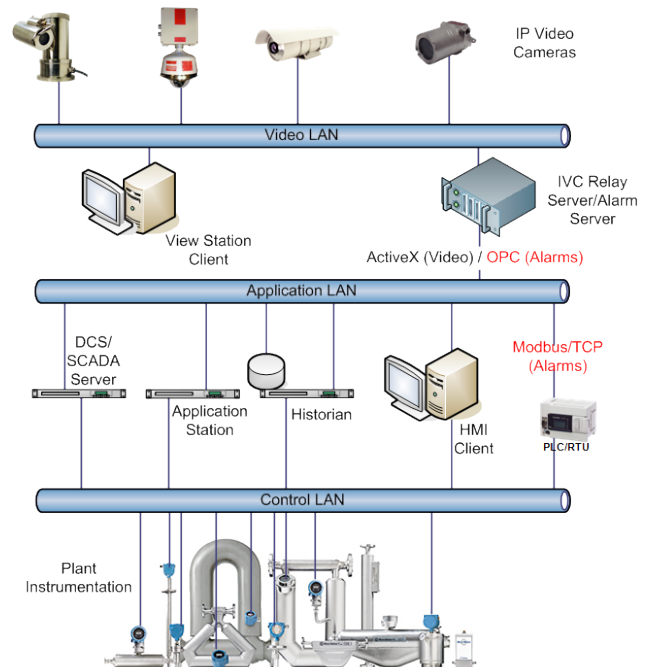 IP Video
Cameras
Video LAN
View Station
Client
IVC Relay
Server/Alarm
Server
ActiveX (Video) / OPC (Alarms)
Application LAN
DCS/
SCADA
Server
Application
Station
Historian
HMI
Client
Modbus/TCP
(Alarms)
PLC/RTU
Control LAN
Plant
Instrumentation